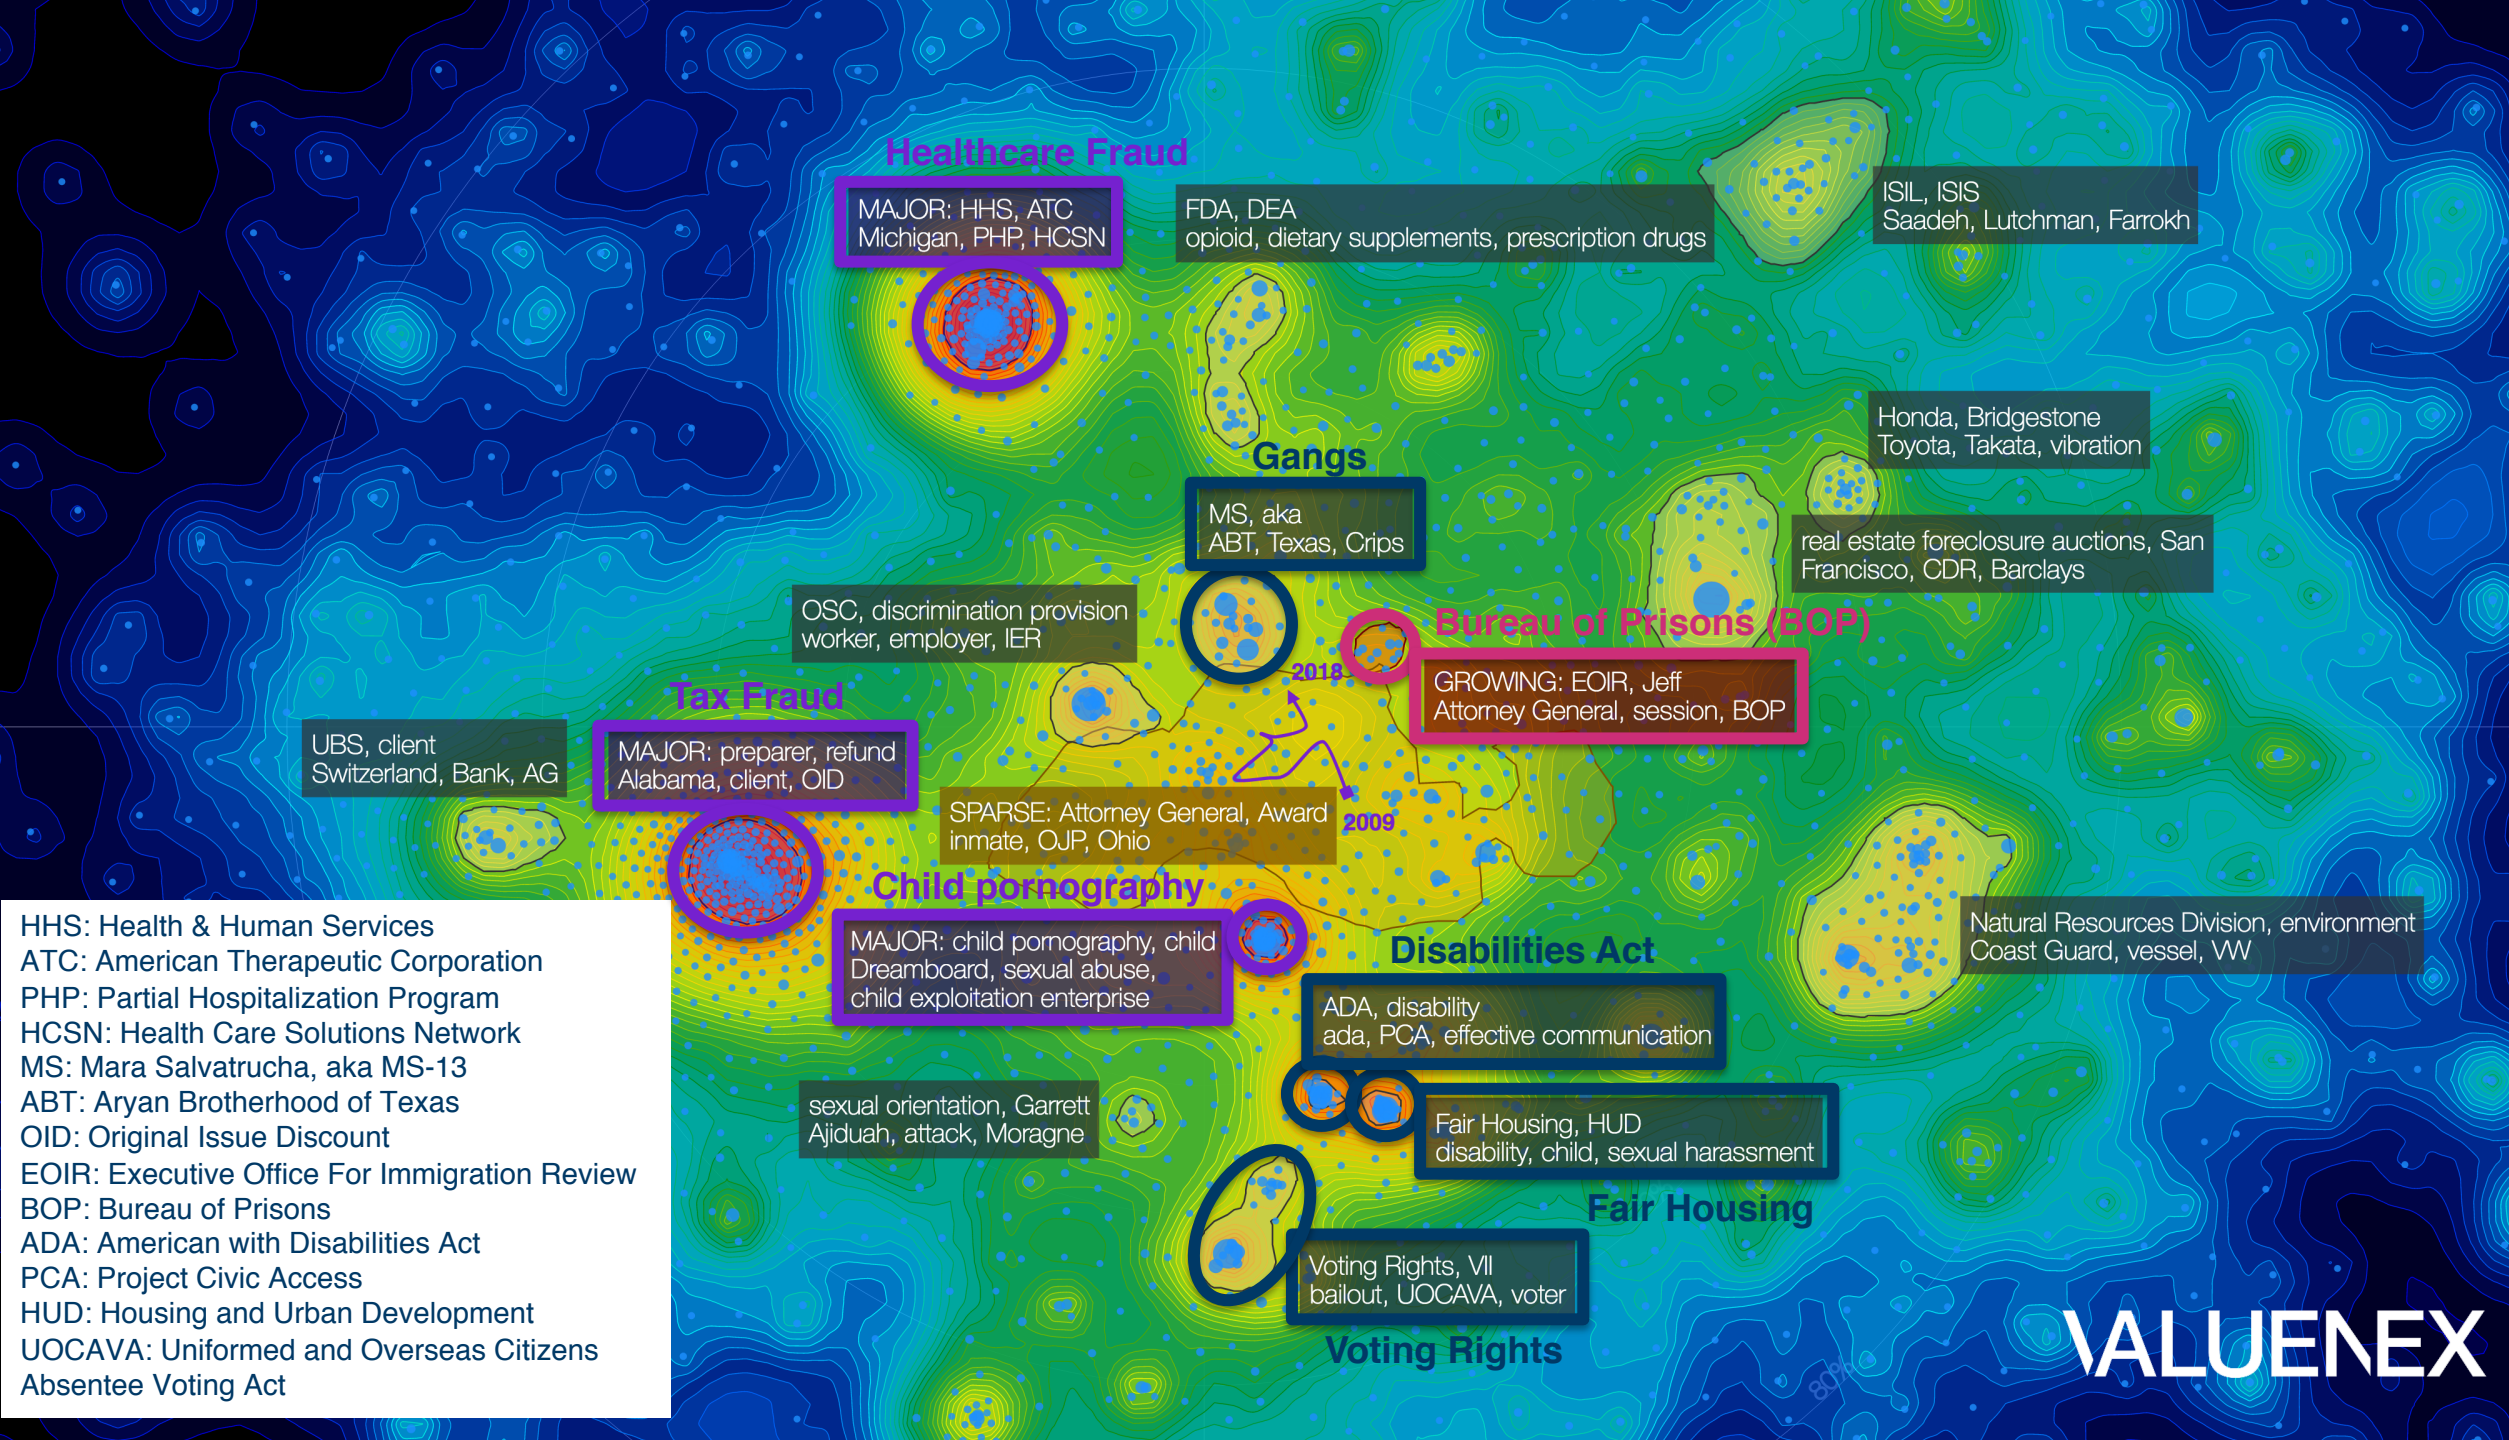 Healthcare Fraud
MAJOR: HHS, ATC
Michigan, PHP, HCSN
FDA, DEA
opioid, dietary supplements, prescription drugs
ISIL, ISIS
Saadeh, Lutchman, Farrokh
Honda, Bridgestone
Toyota, Takata, vibration
Gangs
MS, aka
ABT, Texas, Crips
real estate foreclosure auctions, San
Francisco, CDR, Barclays
OSC, discrimination provision
worker, employer, IER
Bureau of Prisons (BOP)
GROWING: EOIR, Jeff
Attorney General, session, BOP
2018
2009
Tax Fraud
MAJOR: preparer, refund
Alabama, client, OID
UBS, client
Switzerland, Bank, AG
SPARSE: Attorney General, Award
inmate, OJP, Ohio
Child pornography
MAJOR: child pornography, child
Dreamboard, sexual abuse,
child exploitation enterprise
Natural Resources Division, environment
Coast Guard, vessel, VW
Disabilities Act
ADA, disability
ada, PCA, effective communication
sexual orientation, Garrett
Ajiduah, attack, Moragne
Fair Housing, HUD
disability, child, sexual harassment
Fair Housing
Voting Rights, VII
bailout, UOCAVA, voter
Voting Rights
HHS: Health & Human Services
ATC: American Therapeutic Corporation
PHP: Partial Hospitalization Program
HCSN: Health Care Solutions Network
MS: Mara Salvatrucha, aka MS-13
ABT: Aryan Brotherhood of Texas
OID: Original Issue Discount
EOIR: Executive Office For Immigration Review
BOP: Bureau of Prisons
ADA: American with Disabilities Act
PCA: Project Civic Access
HUD: Housing and Urban Development
UOCAVA: Uniformed and Overseas Citizens
Absentee Voting Act
80%
VALUENEX